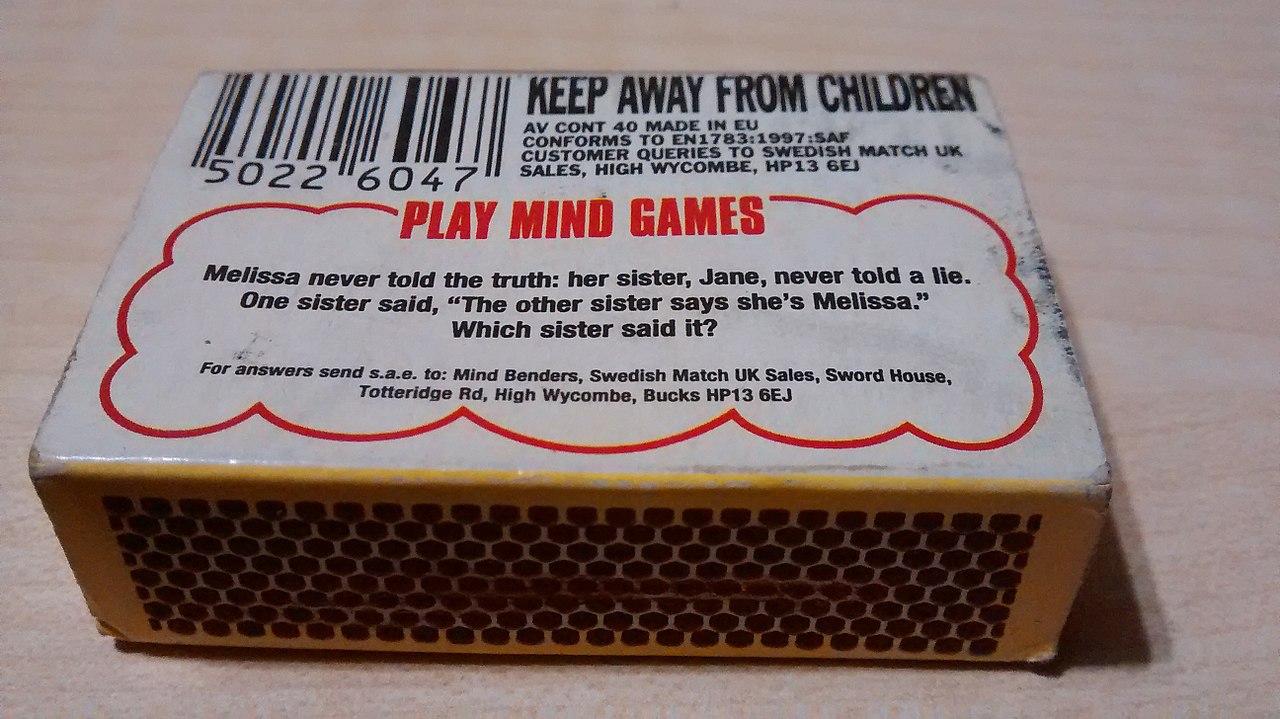 KEEP AWAY FROM CHILDREN
AV CONT 40 MADE IN EU
CONFORMS TO EN1783:1997:SAF
CUSTOMER QUERIES TO SWEDISH MATCH UK
SALES, HIGH WYCOMBE, HP13 6EJ
5022 6047
PLAY MIND GAMES
Melissa never told the truth: her sister, Jane, never told a lie.
One sister said, “The other sister says she's Melissa.”
Which sister said it?
For answers send s.a.e. to: Mind Benders, Swedish Match UK Sales, Sword House,
Totteridge Rd, High Wycombe, Bucks HP13 6EJ